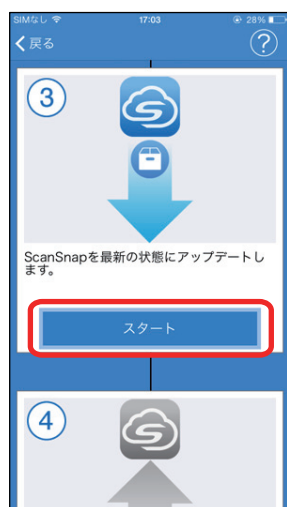 SIMなし 17:03 28%
戻る ?
3
ScanSnapを最新の状態にアップデートし
ます。
スタート
4